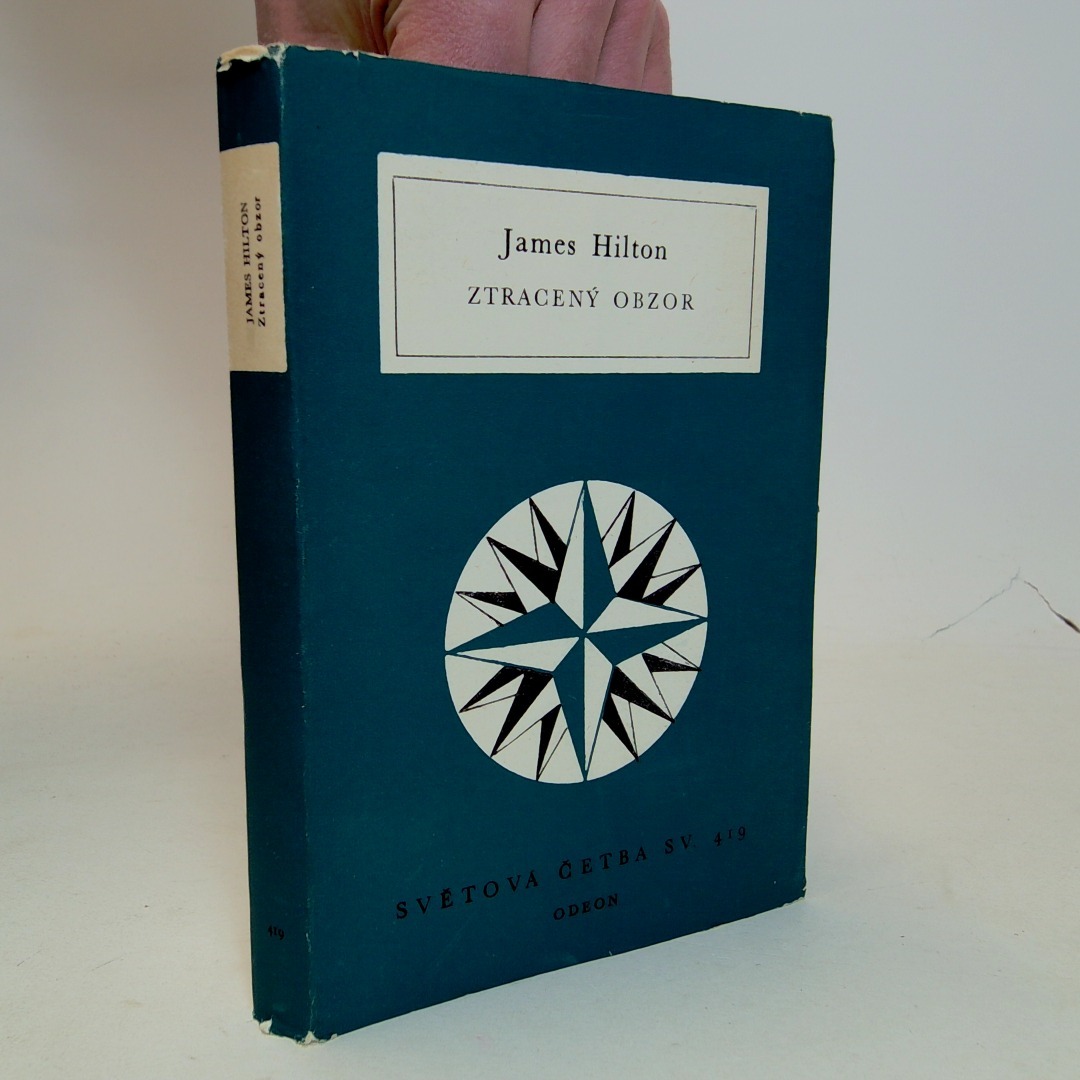 James Hilton
ZTRACENÝ OBZOR
SVĚTOVÁ ČETBA SV. 419
ODEON
JAMES HILTON
Ztracený obzor
419